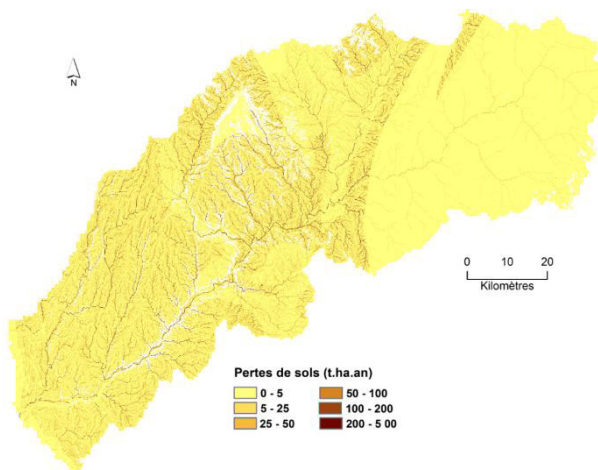 N
0 10 20
Kilomètres
Pertes de sols (t.ha.an)
0 - 5 50 - 100
5 - 25 100 - 200
25 - 50 200 - 5 00